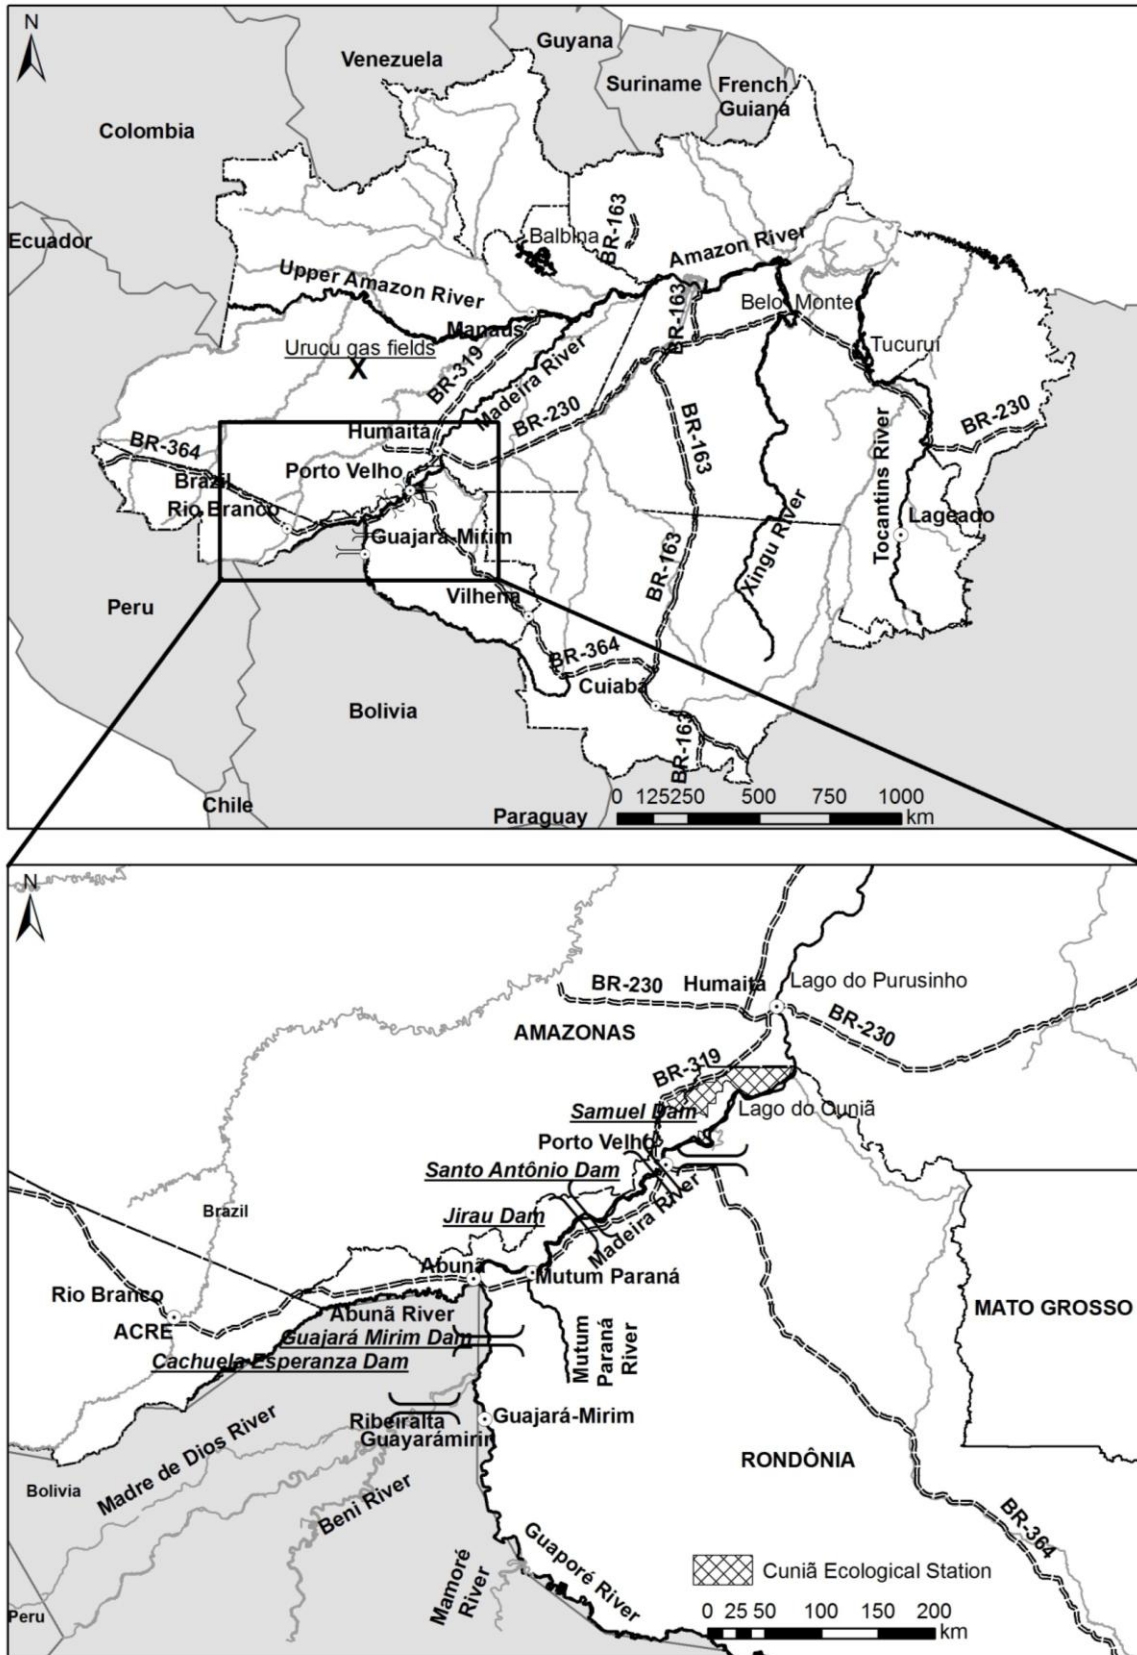 N
Guyana
Venezuela
Suriname
French
Guiana
Colombia
Ecuador
BR-163
Balbina
Amazon River
Upper Amazon River
BR-163
Belo Monte
Manaus
Urucu gas fields
X
BR-319
Madeira River
Tucuruí
BR-230
BR-230
BR-364
Humaitá
BR-163
Porto Velho
Brazil
Rio Branco
Tocantins River
Lageado
Guajará-Mirim
Xingu River
BR-163
Peru
Vilhena
BR-364
Cuiabá
Bolivia
BR-163
Chile
Paraguay
0 125250 500 750 1000
km
N
BR-230
Humaitá
Lago do Purusinho
BR-230
AMAZONAS
BR-319
Samuel Dam
Lago do Cuniã
Porto Velho
Santo Antônio Dam
Jirau Dam
Madeira River
Brazil
Abunã
Mutum Paraná
Rio Branco
ACRE
Abunã River
MATO GROSSO
Guajará Mirim Dam
Mutum
Paraná
River
Cachuela Esperanza Dam
Ribeiralta
Guajará-Mirim
Guayarámirin
Madre de Dios River
RONDÔNIA
Bolivia
Beni River
BR-364
Guaporé River
Mamoré
River
Cuniã Ecological Station
Peru
0 25 50 100 150 200
km